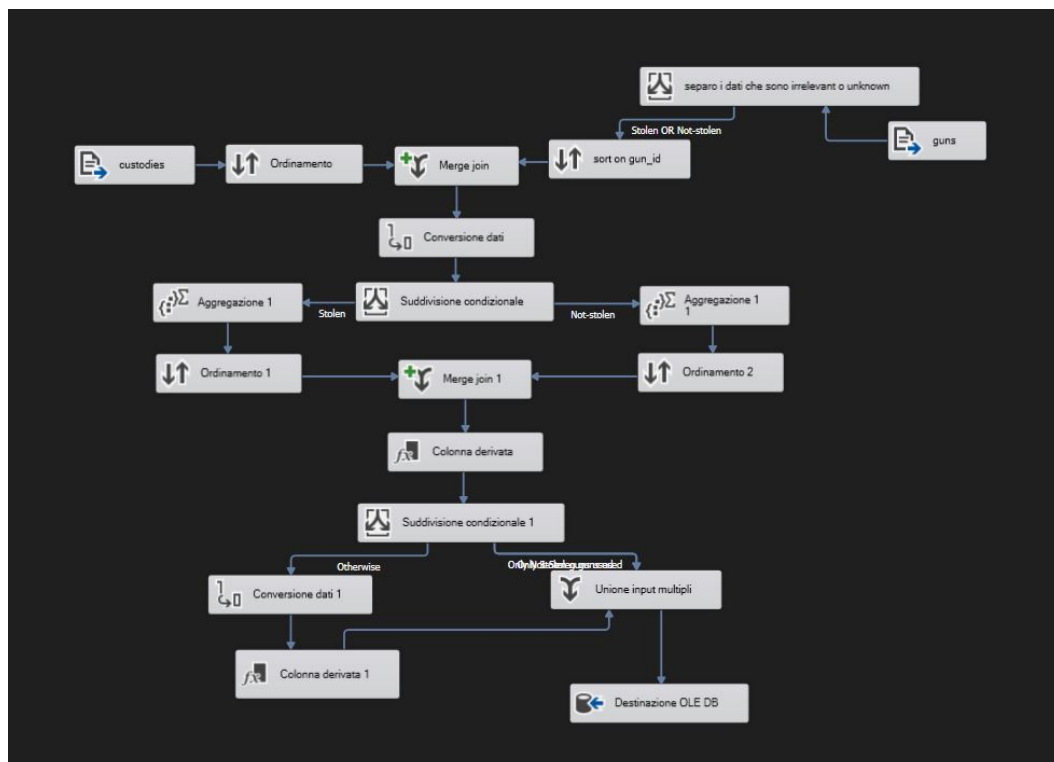 separo i dati che sono irrelevant o unknown
Stolen OR Not-stolen
guns
custodies
Ordinamento
Merge join
sort on gun_id
Conversione dati
Aggregazione 1
Stolen
Suddivisione condizionale
Not-stolen
Aggregazione 1
1
Ordinamento 1
Merge join 1
Ordinamento 2
Colonna derivata
Suddivisione condizionale 1
Otherwise
Conversione dati 1
Unione input multipli
Colonna derivata 1
Destinazione OLE DB